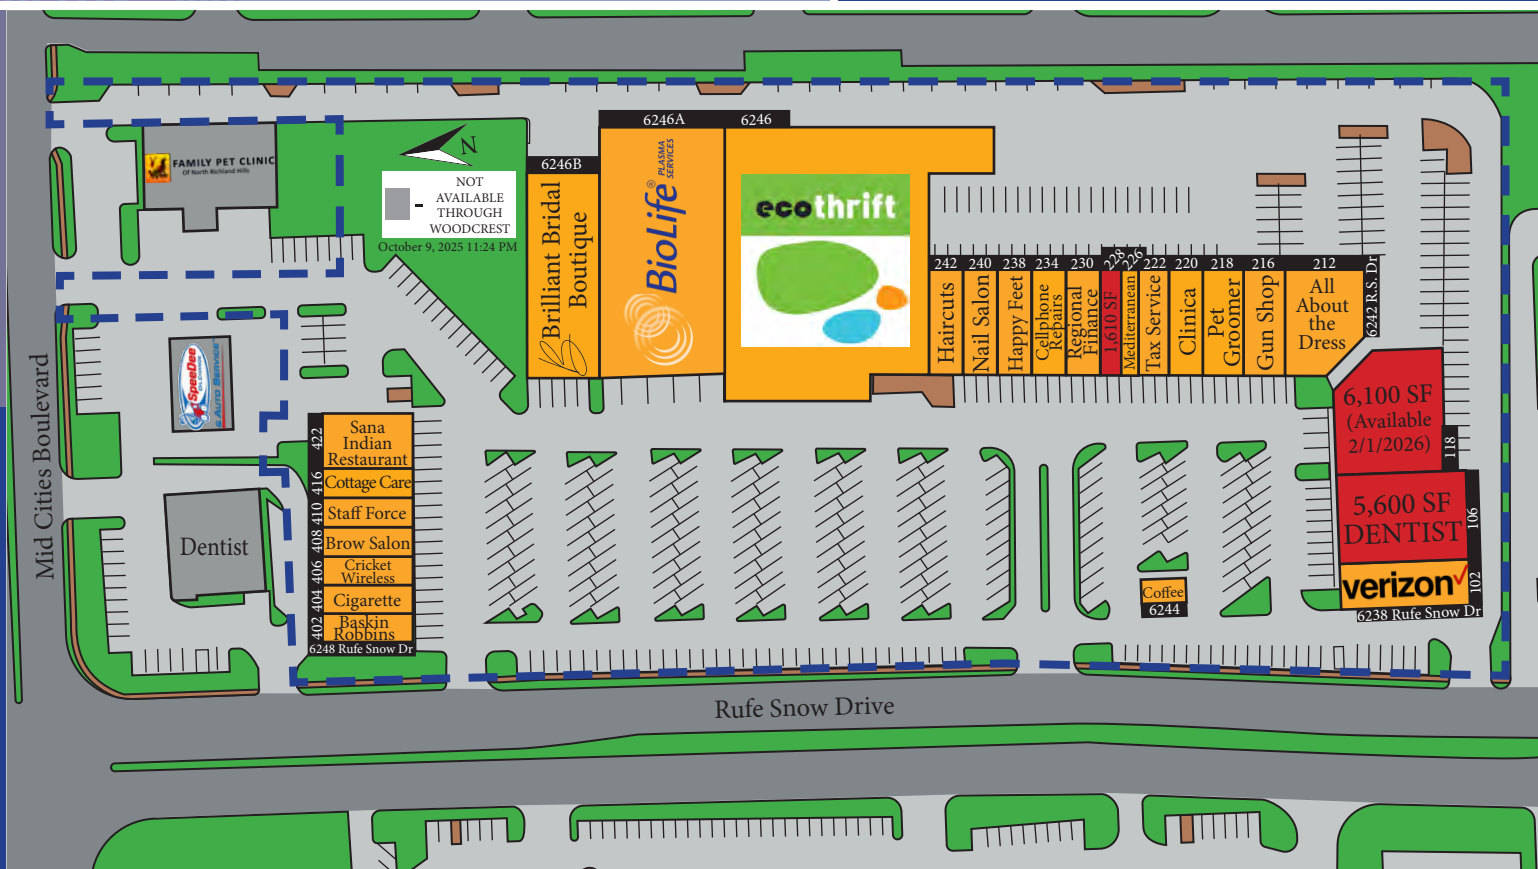 6246A
6246
6246B
FAMILY PET CLINIC
Of North Richland Hills
N
NOT
AVAILABLE
THROUGH
WOODCREST
October 9, 2025 11:24 PM
Brilliant Bridal
Boutique
BioLife®
PLASMA
SERVICES
ecothrift
242
240
238
234
230
228
226
222
220
218
216
212
6242 R.S. Dr
Haircuts
Nail Salon
Happy Feet
Cellphone
Repairs
Regional
Finance
1,610 SF
Mediterranean
Tax Service
Clinica
Pet
Groomer
Gun Shop
All
About
the
Dress
6,100 SF
(Available
2/1/2026)
118
5,600 SF
DENTIST
106
verizon
102
6238 Rufe Snow Dr
Mid Cities Boulevard
SpeeDee
OIL CHANGE
& AUTO SERVICE
Dentist
422
Sana
Indian
Restaurant
416
Cottage Care
410
Staff Force
408
Brow Salon
406
Cricket
Wireless
404
Cigarette
402
Baskin
Robbins
6248 Rufe Snow Dr
Coffee
6244
Rufe Snow Drive